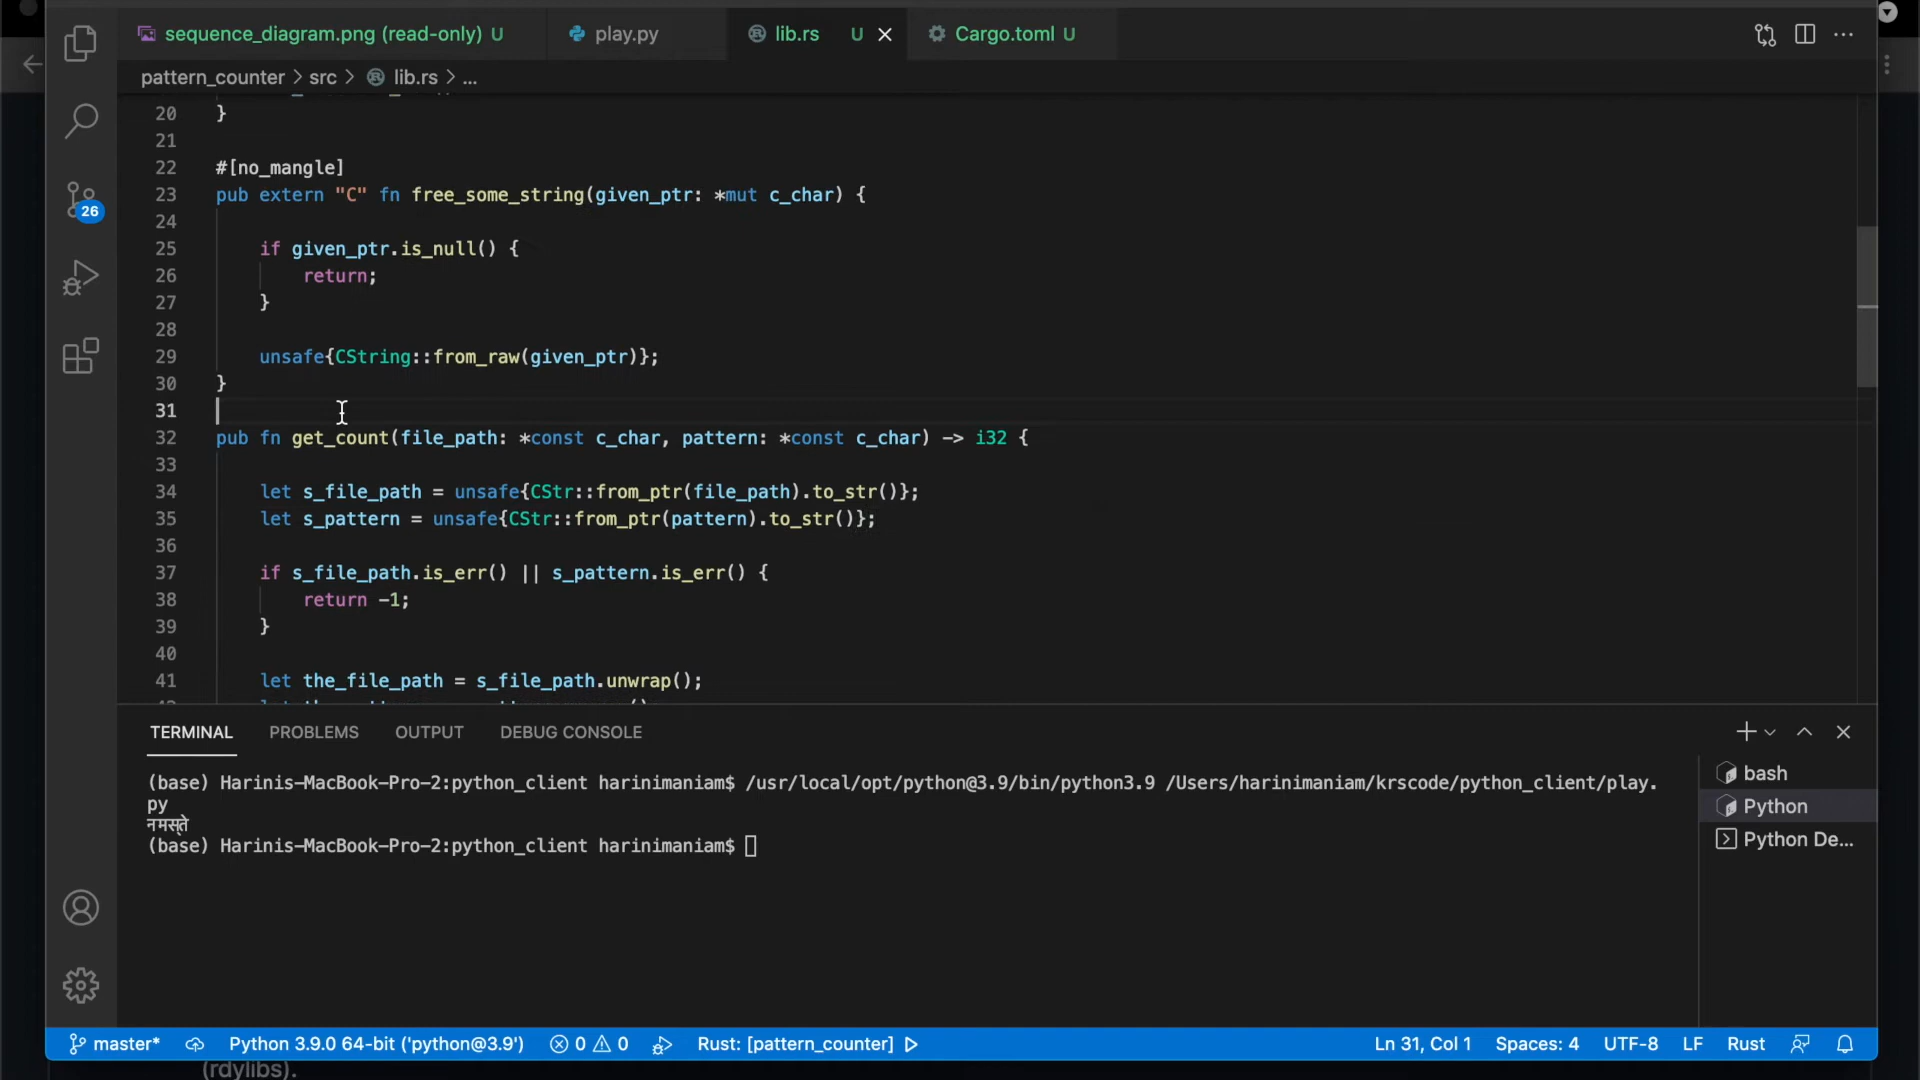 sequence_diagram.png (read-only) U
play.py
lib.rs U
Cargo.toml U
pattern_counter > src > lib.rs > ...
20 }
21
22 #[no_mangle]
23 pub extern "C" fn free_some_string(given_ptr: *mut c_char) {
24
25 if given_ptr.is_null() {
26 return;
27 }
28
29 unsafe{CString::from_raw(given_ptr)};
30 }
31
32 pub fn get_count(file_path: *const c_char, pattern: *const c_char) -> i32 {
33
34 let s_file_path = unsafe{CStr::from_ptr(file_path).to_str()};
35 let s_pattern = unsafe{CStr::from_ptr(pattern).to_str()};
36
37 if s_file_path.is_err() || s_pattern.is_err() {
38 return -1;
39 }
40
41 let the_file_path = s_file_path.unwrap();
26
TERMINAL PROBLEMS OUTPUT DEBUG CONSOLE
(base) Harinis-MacBook-Pro-2:python_client harinimaniam$ /usr/local/opt/python@3.9/bin/python3.9 /Users/harinimaniam/krscode/python_client/play.
py
नमस्ते
(base) Harinis-MacBook-Pro-2:python_client harinimaniam$
bash
Python
Python De...
master* Python 3.9.0 64-bit ('python@3.9') 0 0 Rust: [pattern_counter] Ln 31, Col 1 Spaces: 4 UTF-8 LF Rust
(rdylibs).